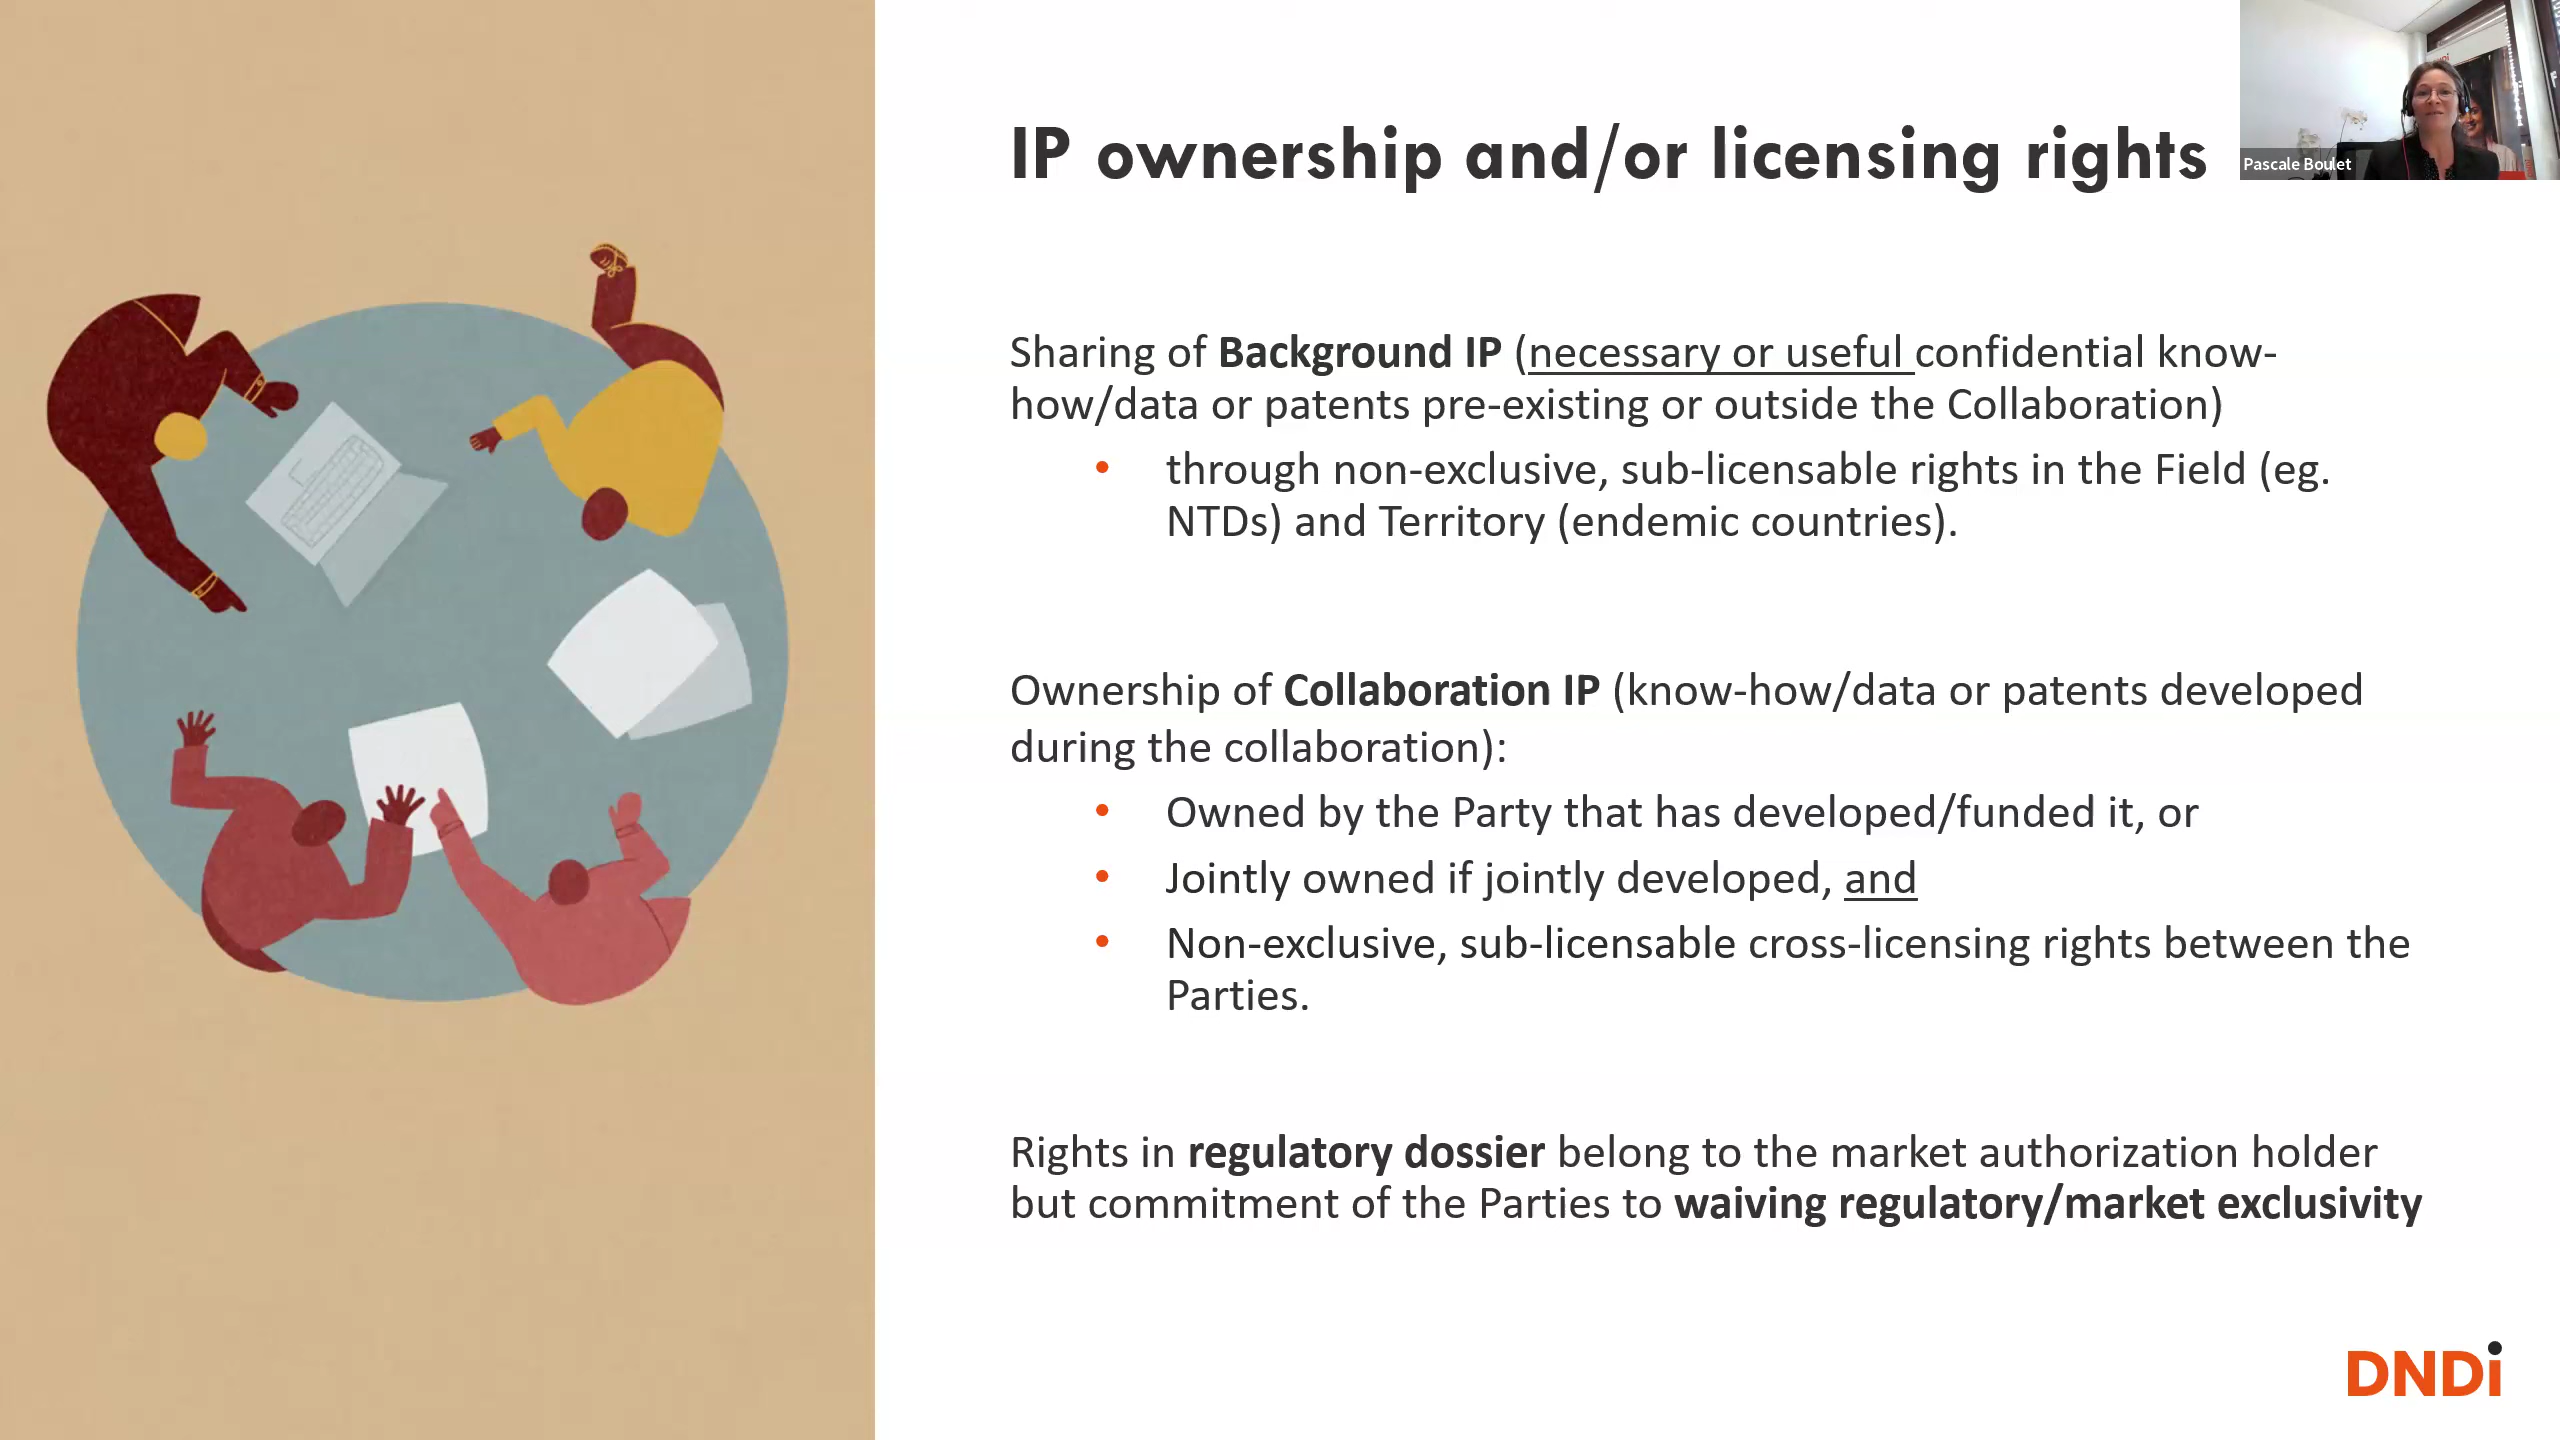 IP ownership and/or licensing rights
Pascale Boulet
Sharing of Background IP (necessary or useful confidential know-
how/data or patents pre-existing or outside the Collaboration)
• through non-exclusive, sub-licensable rights in the Field (eg.
NTDs) and Territory (endemic countries).
Ownership of Collaboration IP (know-how/data or patents developed
during the collaboration):
• Owned by the Party that has developed/funded it, or
• Jointly owned if jointly developed, and
• Non-exclusive, sub-licensable cross-licensing rights between the
Parties.
Rights in regulatory dossier belong to the market authorization holder
but commitment of the Parties to waiving regulatory/market exclusivity
DNDi